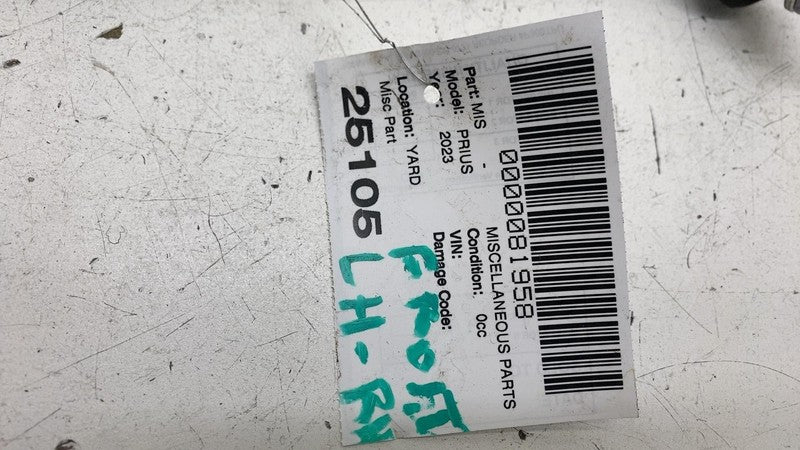 0000081958
Part: MIS - MISCELLANEOUS PARTS
Model: PRIUS Condition: 0cc
2023 VIN:
Damage Code:
Location: YARD
Misc Part
25105
FRONT
LH-RH